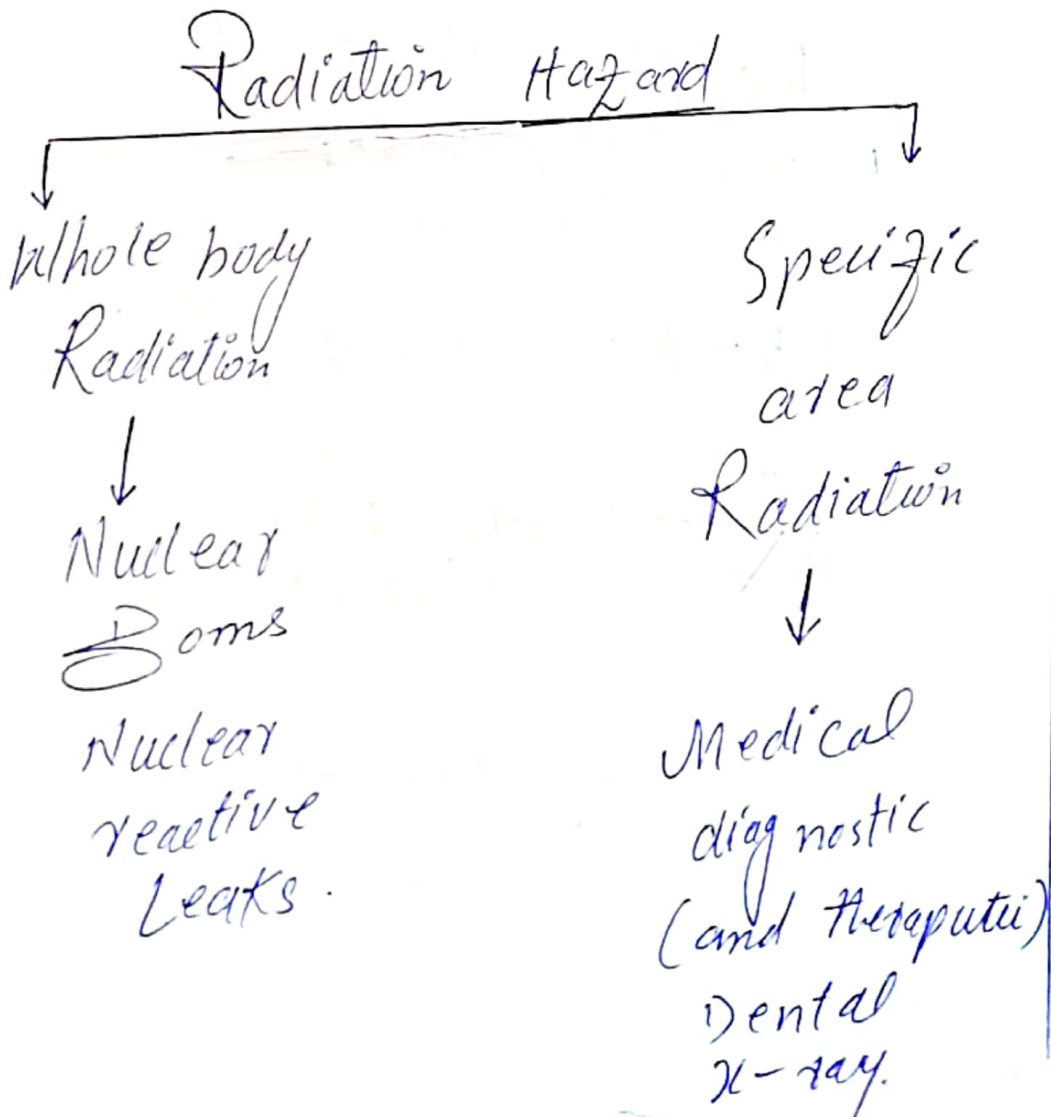 Radiation Hazard
Whole body
Radiation
Nuclear
Boms
Nuclear
reactive
Leaks.
Specific
area
Radiation
Medical
diagnostic
(and theraputic)
Dental
x-ray.